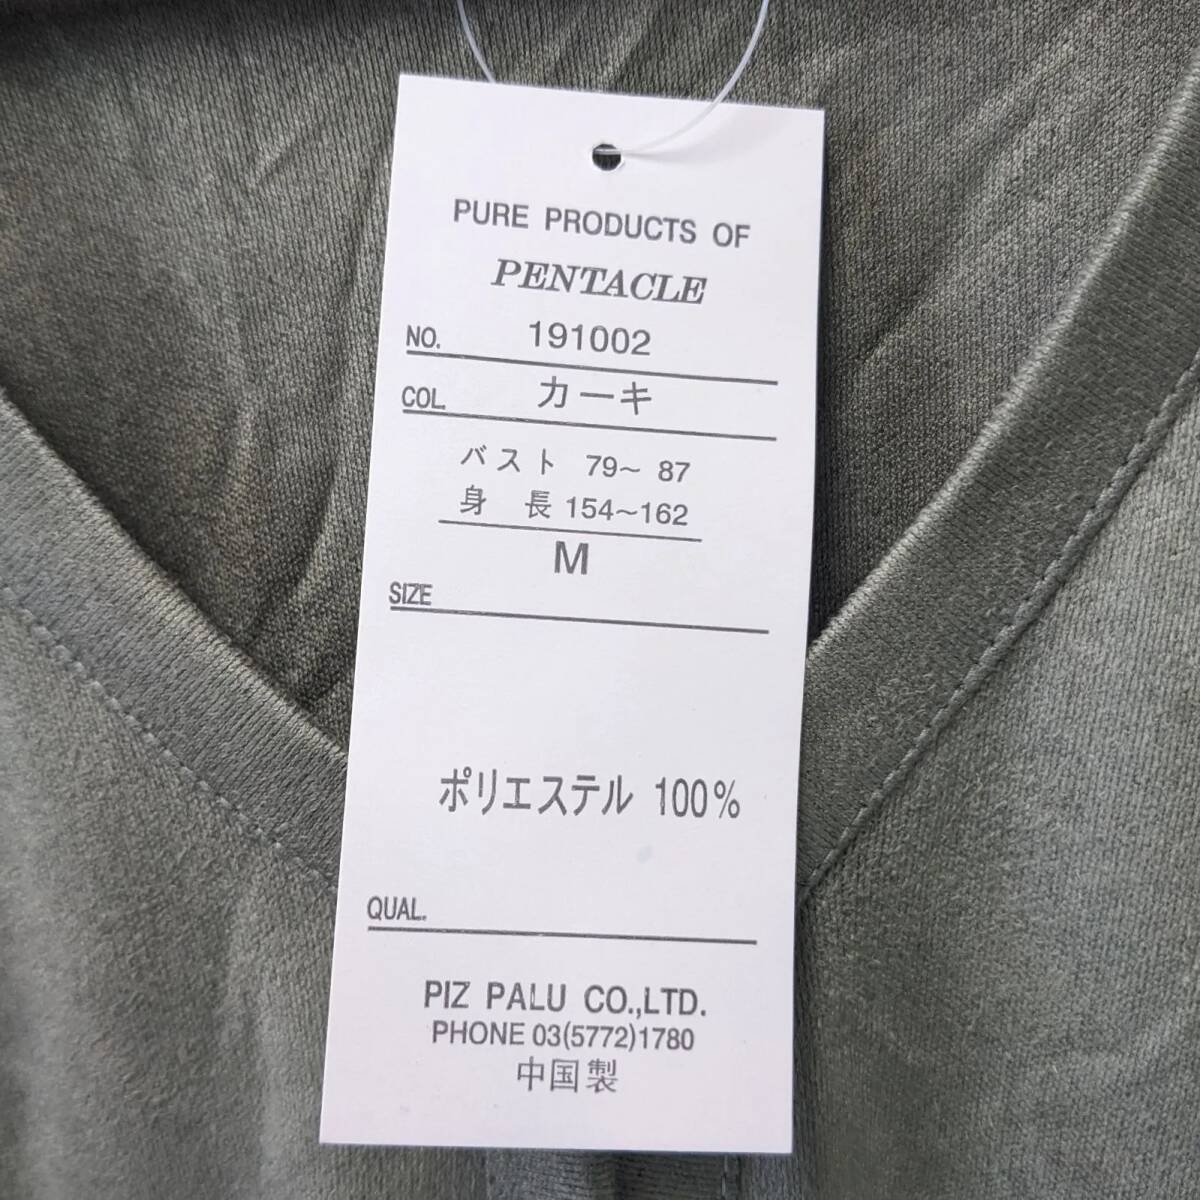 PURE PRODUCTS OF
PENTACLE
NO. 191002
COL. カーキ
バスト 79～ 87
身 長 154～162
M
SIZE
ポリエステル 100%
QUAL.
PIZ PALU CO.,LTD.
PHONE 03(5772)1780
中国製